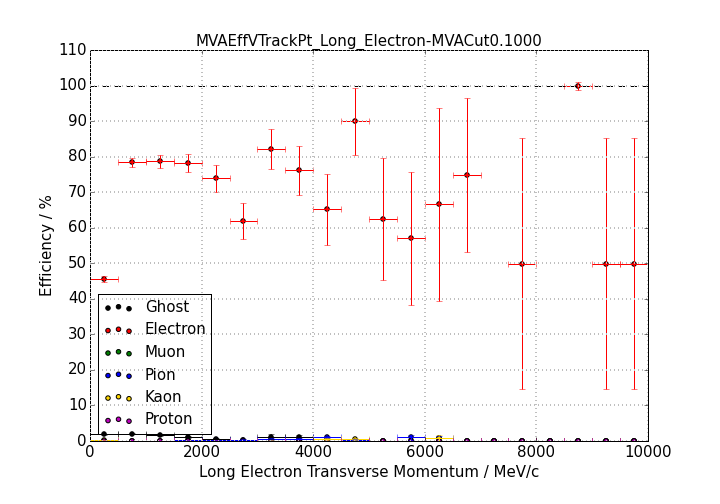 MVAEffVTrackPt_Long_Electron-MVACut0.1000
110
100
90
80
70
60
50
40
30
20
10
0
Efficiency / %
Ghost
Electron
Muon
Pion
Kaon
Proton
0 2000 4000 6000 8000 10000
Long Electron Transverse Momentum / MeV/c